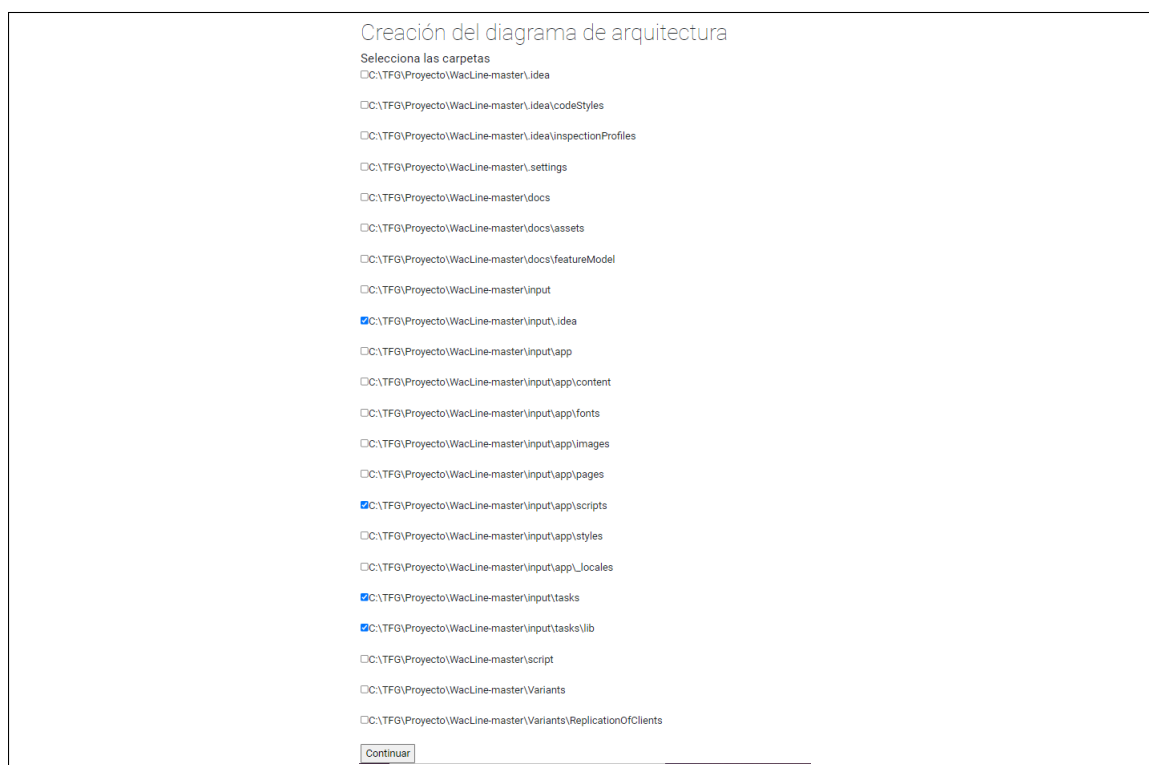 Creación del diagrama de arquitectura
Selecciona las carpetas
C:\TFG\Proyecto\WacLine-master\.idea
C:\TFG\Proyecto\WacLine-master\.idea\codeStyles
C:\TFG\Proyecto\WacLine-master\.idea\inspectionProfiles
C:\TFG\Proyecto\WacLine-master\.settings
C:\TFG\Proyecto\WacLine-master\docs
C:\TFG\Proyecto\WacLine-master\docs\assets
C:\TFG\Proyecto\WacLine-master\docs\featureModel
C:\TFG\Proyecto\WacLine-master\input
C:\TFG\Proyecto\WacLine-master\input\.idea
C:\TFG\Proyecto\WacLine-master\input\app
C:\TFG\Proyecto\WacLine-master\input\app\content
C:\TFG\Proyecto\WacLine-master\input\app\fonts
C:\TFG\Proyecto\WacLine-master\input\app\images
C:\TFG\Proyecto\WacLine-master\input\app\pages
C:\TFG\Proyecto\WacLine-master\input\app\scripts
C:\TFG\Proyecto\WacLine-master\input\app\styles
C:\TFG\Proyecto\WacLine-master\input\app\_locales
C:\TFG\Proyecto\WacLine-master\input\tasks
C:\TFG\Proyecto\WacLine-master\input\tasks\lib
C:\TFG\Proyecto\WacLine-master\script
C:\TFG\Proyecto\WacLine-master\Variants
C:\TFG\Proyecto\WacLine-master\Variants\ReplicationOfClients
Continuar